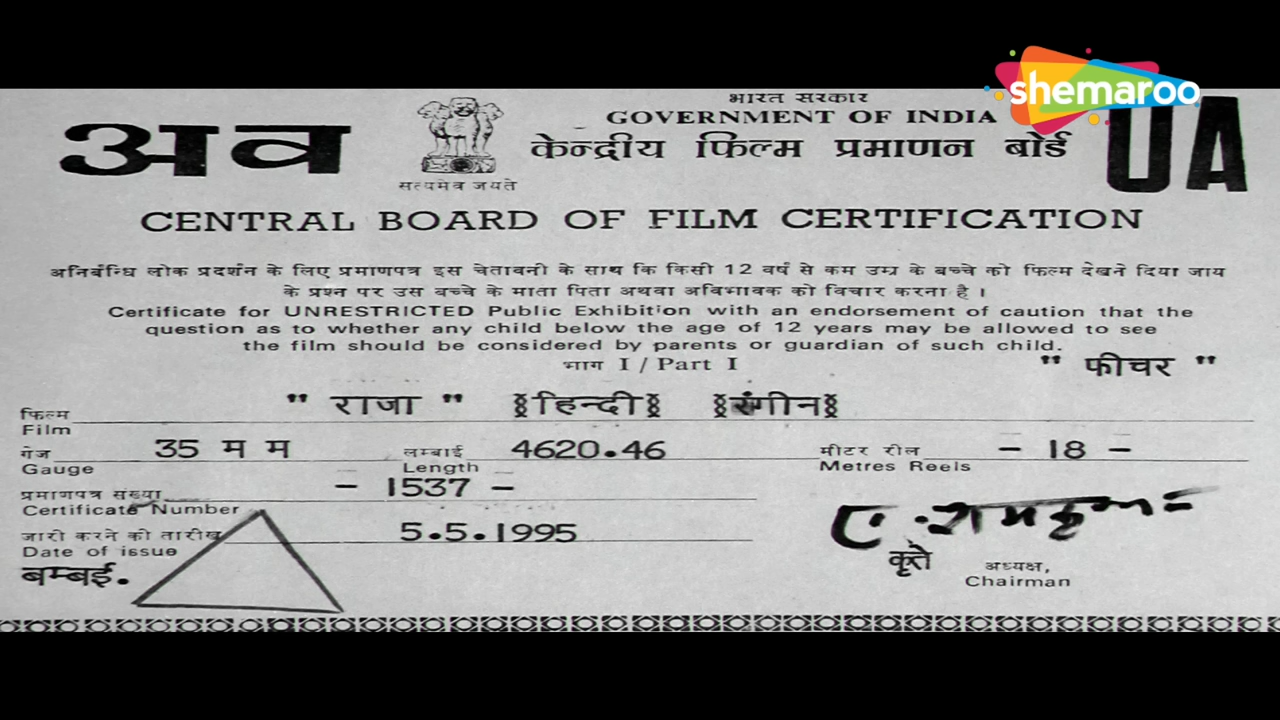 shemaroo
भारत सरकार
GOVERNMENT OF INDIA
अव केन्द्रीय फिल्म प्रमाणन बोर्ड UA
सत्यमेव जयते
CENTRAL BOARD OF FILM CERTIFICATION
अनिबंन्धि लोक प्रदर्शन के लिए प्रमाणपत्र इस चेतावनी के साथ कि किसी 12 वर्ष से कम उम्र के बच्चे को फिल्म देखने दिया जाय
के प्रश्न पर उस बच्चे के माता पिता अथवा अविभावक को विचार करना है।
Certificate for UNRESTRICTED Public Exhibition with an endorsement of caution that the
question as to whether any child below the age of 12 years may be allowed to see
the film should be considered by parents or guardian of such child.
भाग I / Part I " फीचर "
फिल्म " राजा " हिन्दी रंगीन
Film
गेज 35 म म लम्बाई 4620.46 मीटर रील - 18 -
Gauge Length Metres Reels
प्रमाणपत्र संख्या - 1537 -
Certificate Number
जारी करने की तारीख 5.5.1995
Date of issue
बम्बई. कृते अध्यक्ष,
Chairman